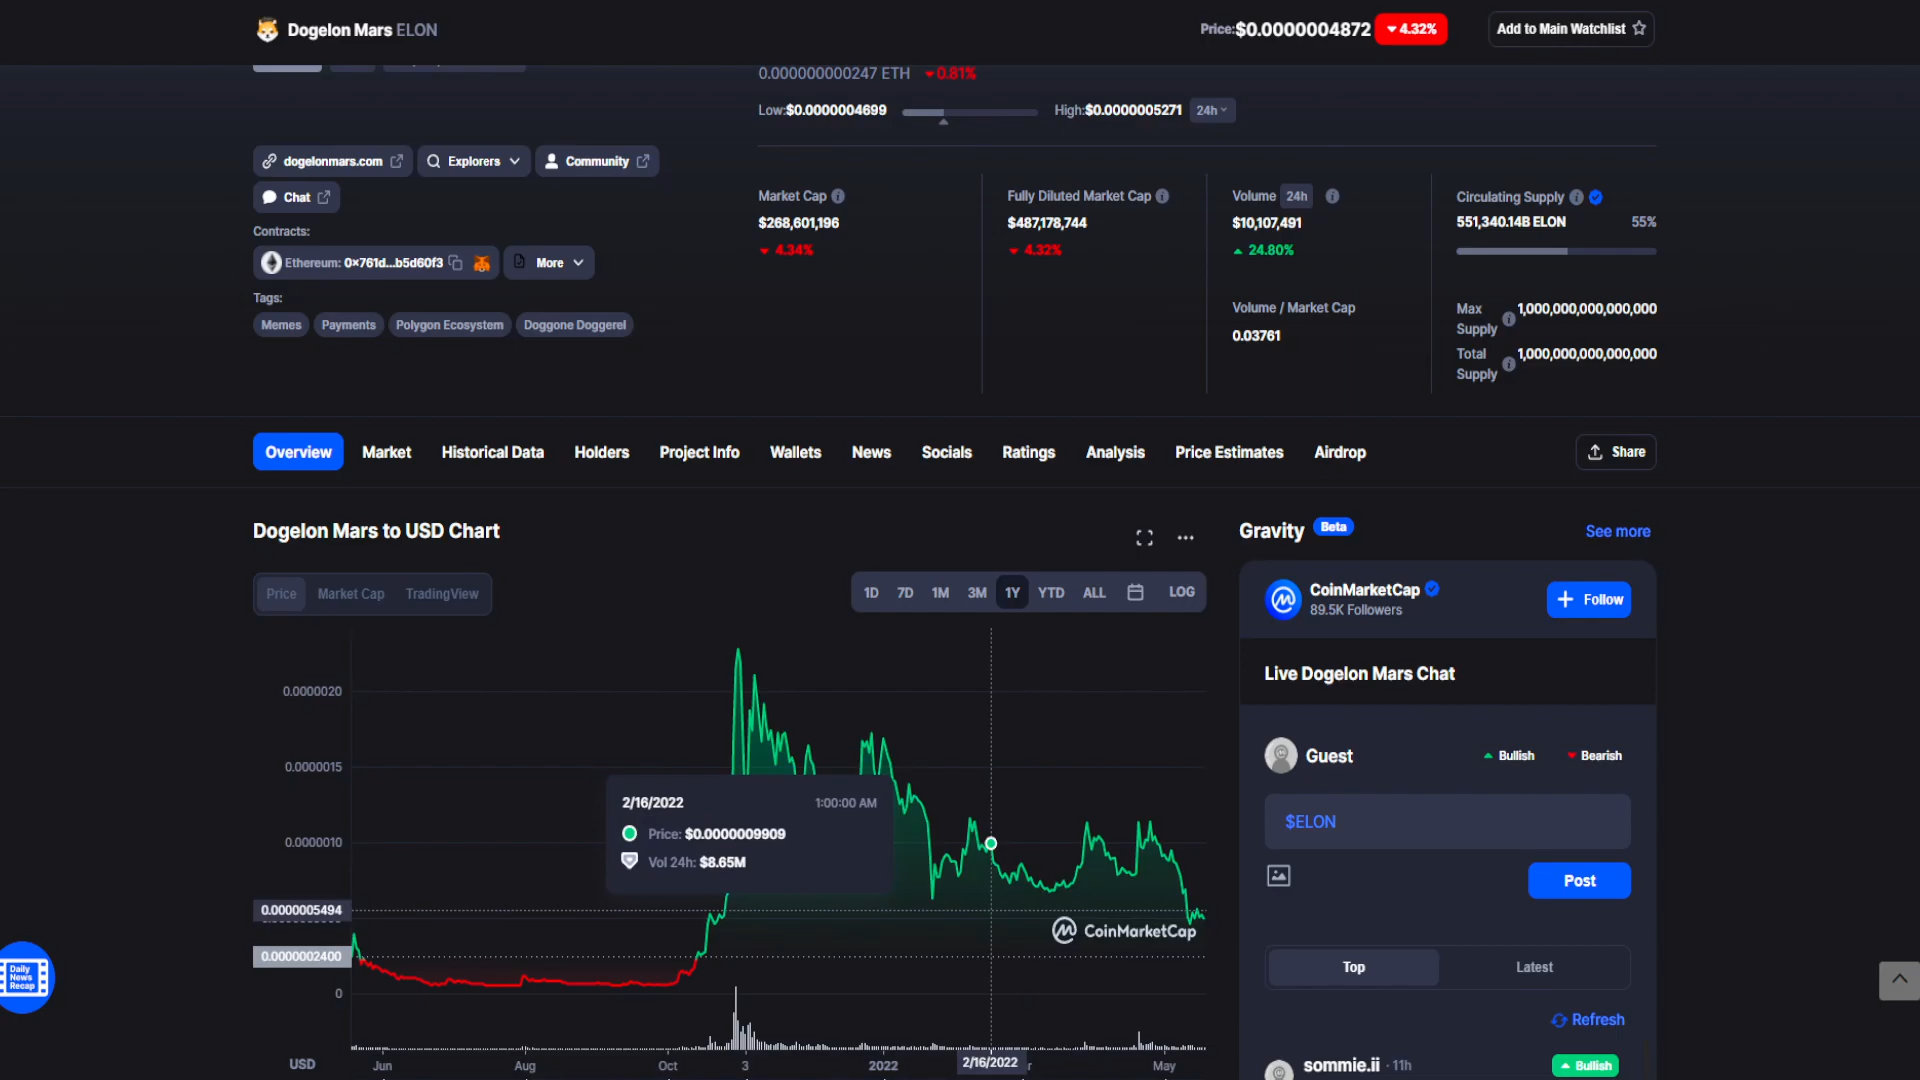 Dogelon Mars ELON
Price:$0.0000004872 4.32%
Add to Main Watchlist
0.000000000247 ETH 0.81%
Low:$0.0000004699 High:$0.0000005271 24h
dogelonmars.com Explorers Community
Chat
Contracts:
Ethereum: 0x761d...b5d60f3 More
Tags:
Memes Payments Polygon Ecosystem Doggone Doggerel
Market Cap
$268,601,196
4.34%
Fully Diluted Market Cap
$487,178,744
4.32%
Volume 24h
$10,107,491
24.80%
Volume / Market Cap
0.03761
Circulating Supply
551,340.14B ELON 55%
Max Supply 1,000,000,000,000,000
Total Supply 1,000,000,000,000,000
Overview Market Historical Data Holders Project Info Wallets News Socials Ratings Analysis Price Estimates Airdrop
Share
Dogelon Mars to USD Chart
Price Market Cap TradingView
1D 7D 1M 3M 1Y YTD ALL LOG
0.0000020
0.0000015
0.0000010
0.0000005494
0.0000002400
0
2/16/2022 1:00:00 AM
Price: $0.0000009909
Vol 24h: $8.65M
CoinMarketCap
USD Jun Aug Oct 3 2022 2/16/2022 May
Daily
News
Recap
Gravity Beta See more
CoinMarketCap
89.5K Followers
Follow
Live Dogelon Mars Chat
Guest Bullish Bearish
$ELON
Post
Top Latest
Refresh
sommie.ii · 11h Bullish